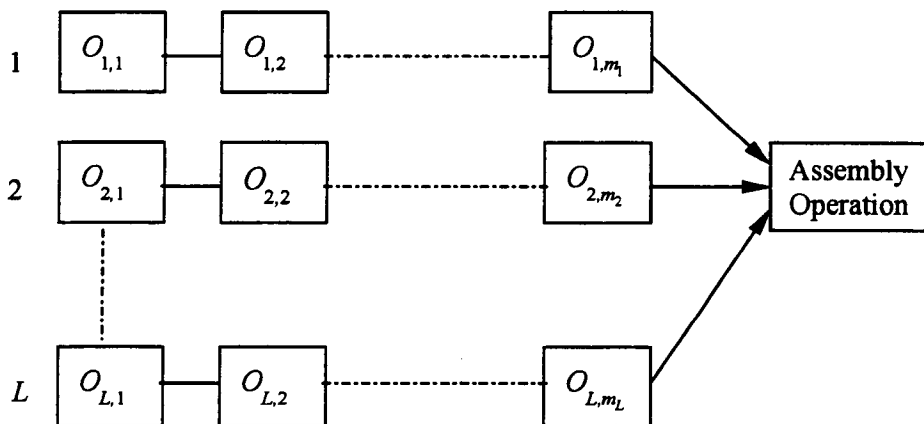 1 O_{1,1} O_{1,2} O_{1,m_1}
2 O_{2,1} O_{2,2} O_{2,m_2}
Assembly
Operation
L O_{L,1} O_{L,2} O_{L,m_L}